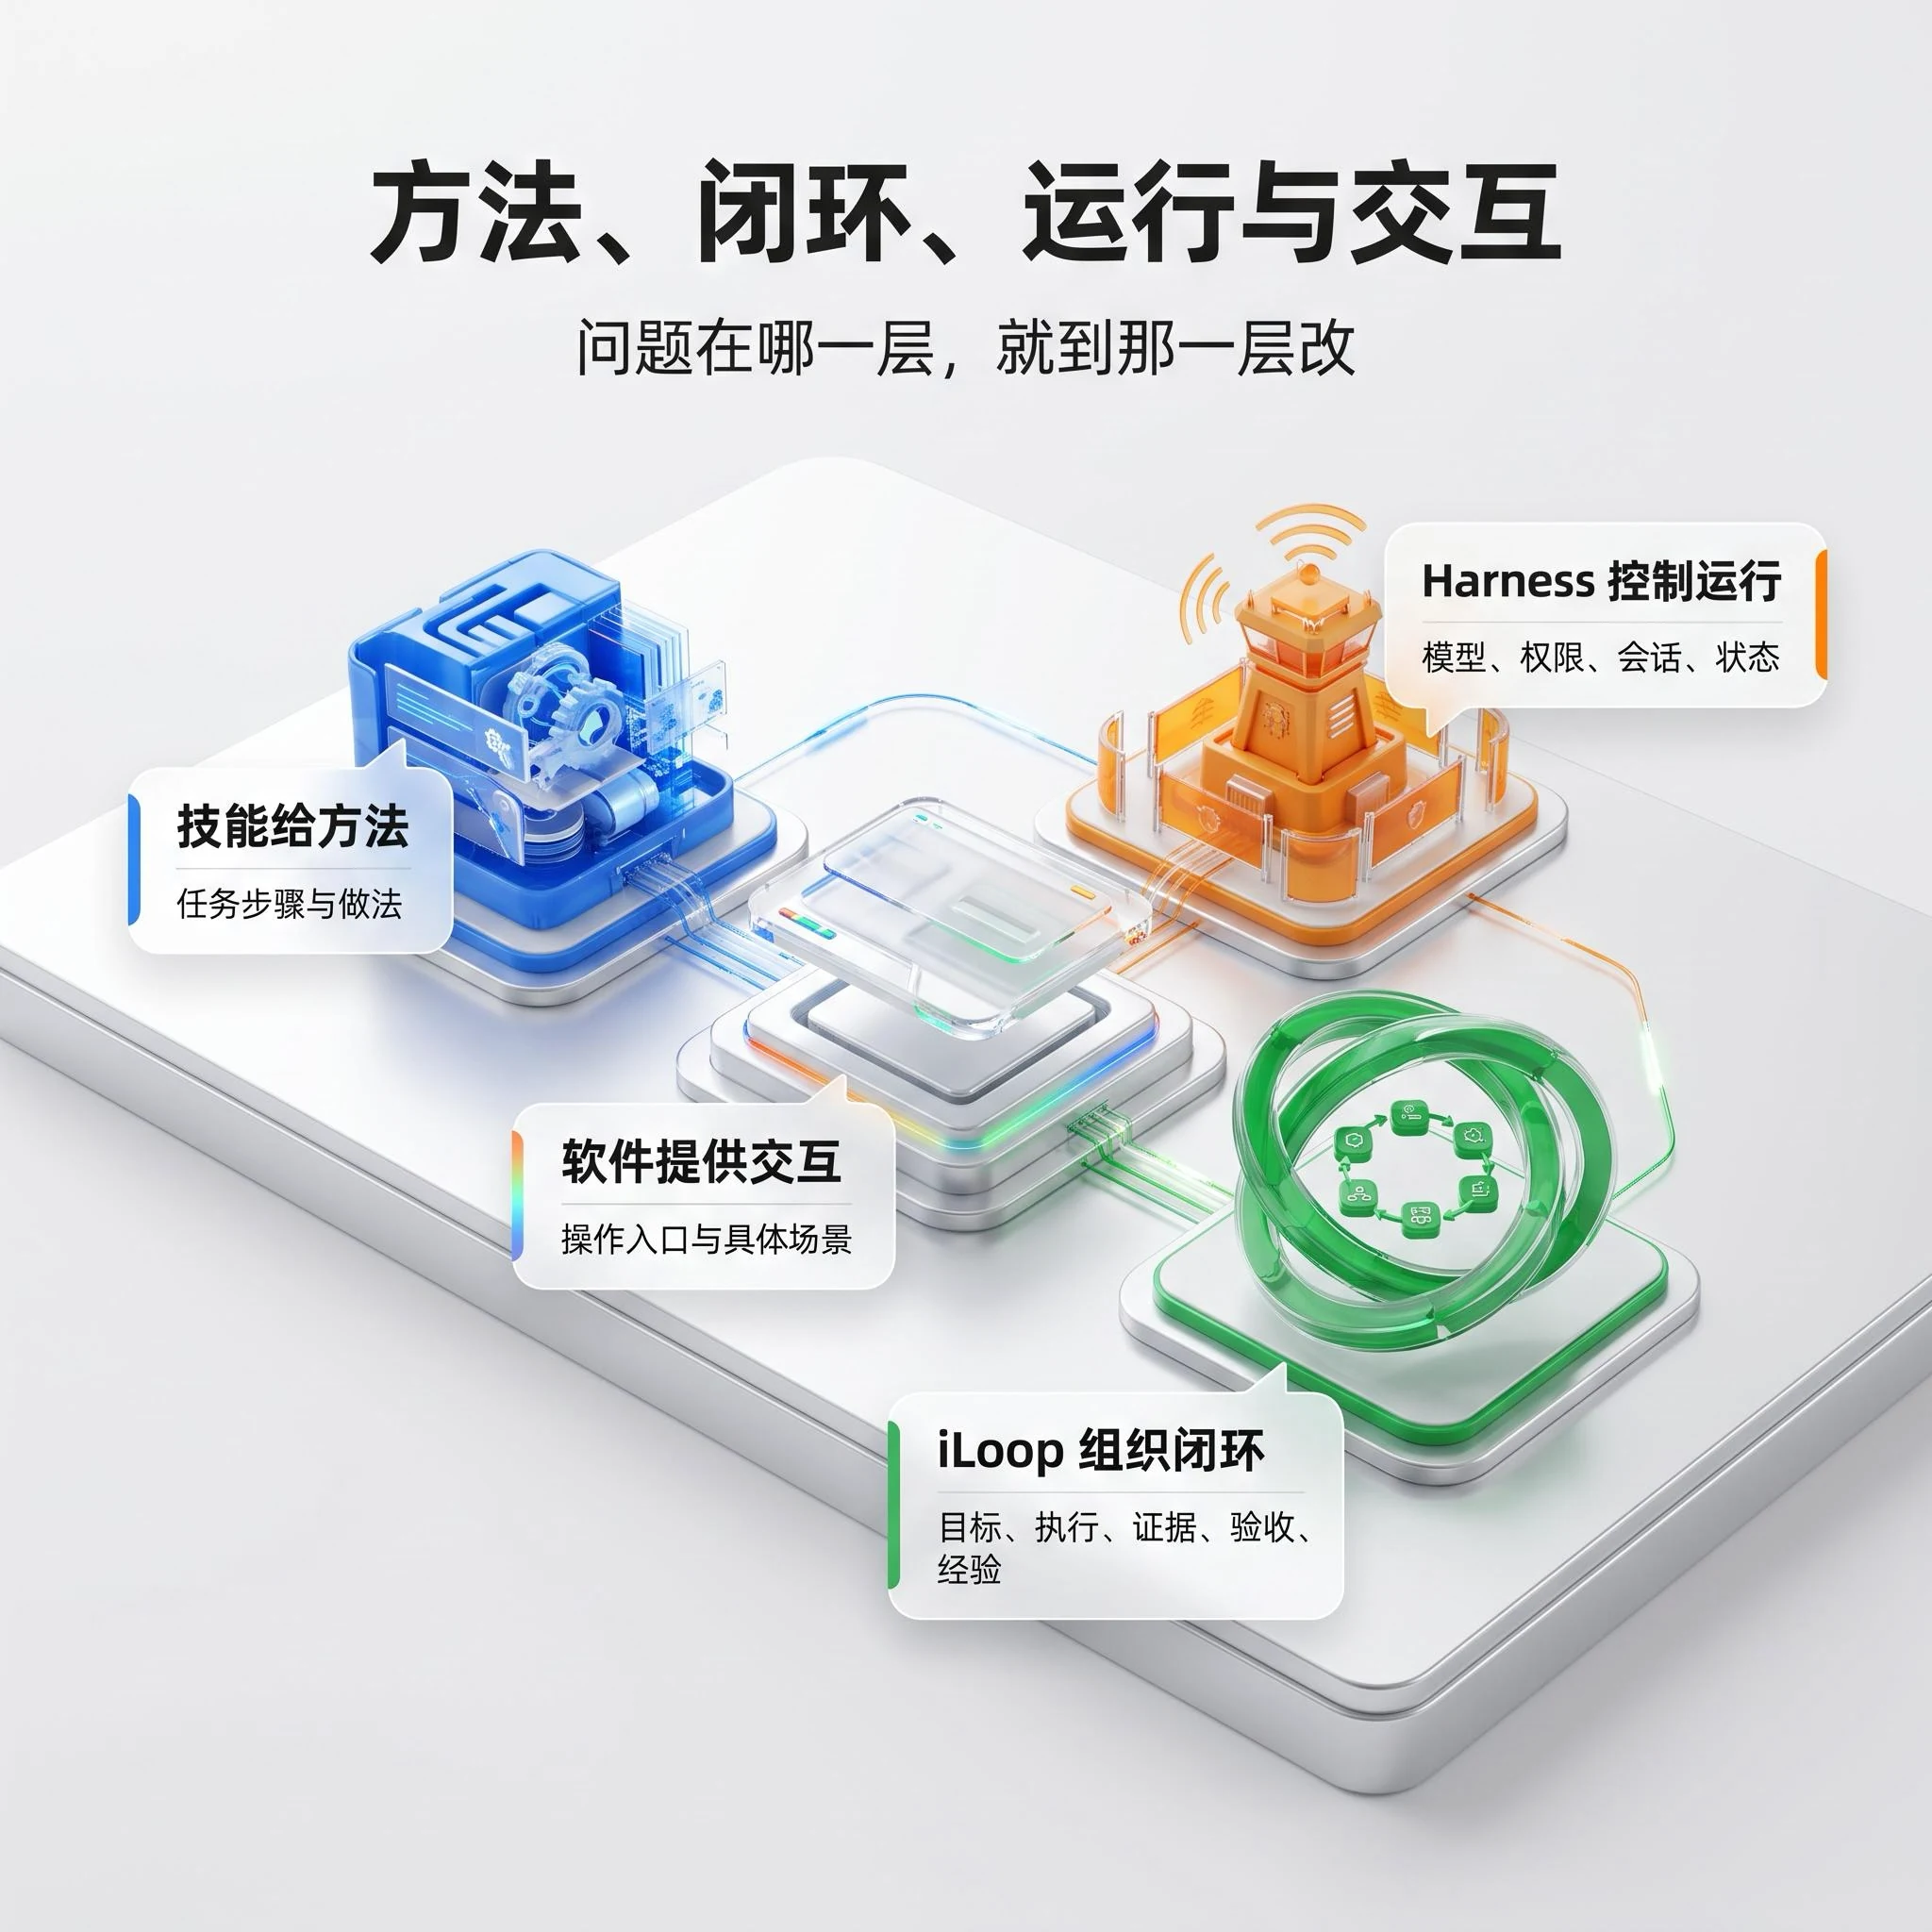 方法、闭环、运行与交互
问题在哪一层，就到那一层改
Harness 控制运行
模型、权限、会话、状态
技能给方法
任务步骤与做法
软件提供交互
操作入口与具体场景
iLoop 组织闭环
目标、执行、证据、验收、
经验